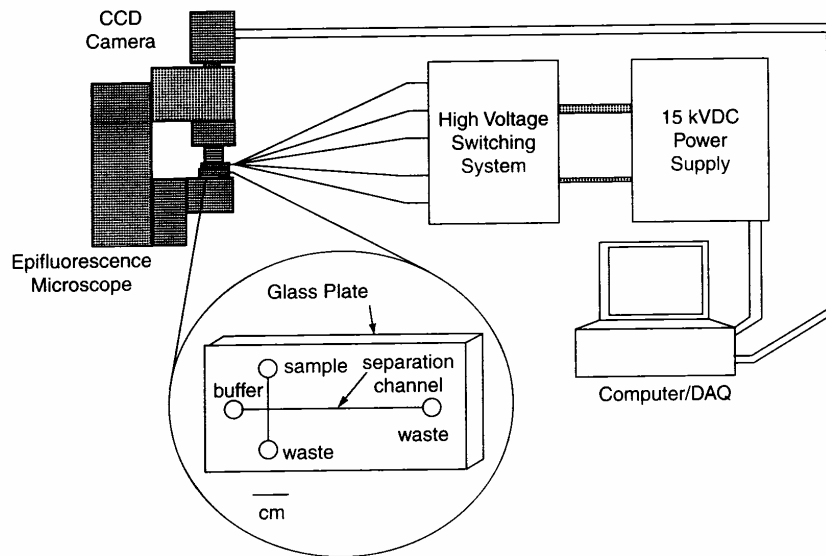 CCD
Camera
High Voltage
Switching
System
15 kVDC
Power
Supply
Epifluorescence
Microscope
Glass Plate
sample
separation
channel
buffer
waste
waste
cm
Computer/DAQ